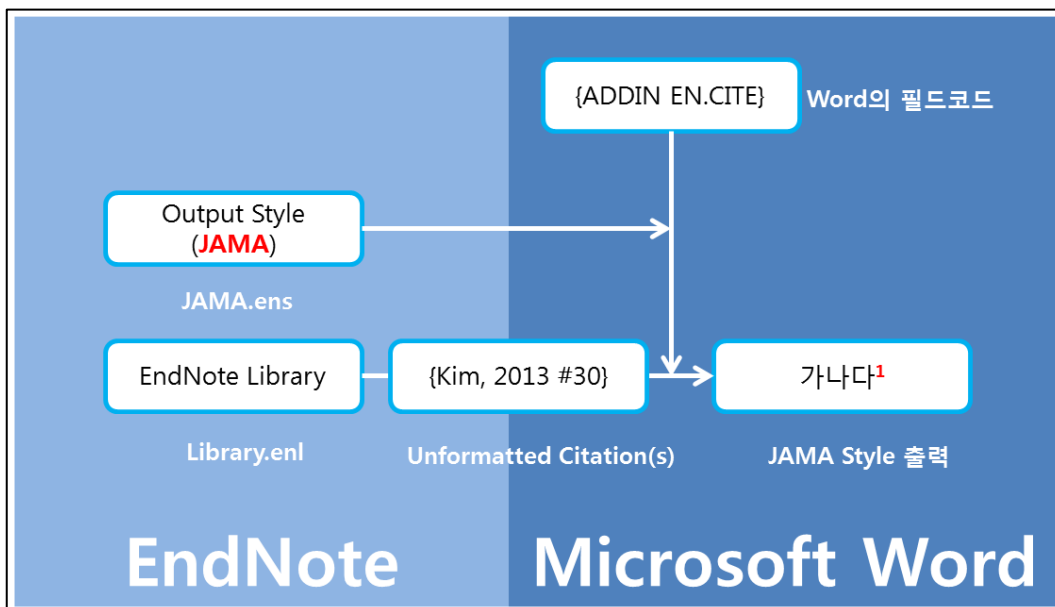 {ADDIN EN.CITE}
Word의 필드코드
Output Style
(JAMA)
JAMA.ens
EndNote Library
{Kim, 2013 #30}
가나다1
Library.enl
Unformatted Citation(s)
JAMA Style 출력
EndNote
Microsoft Word